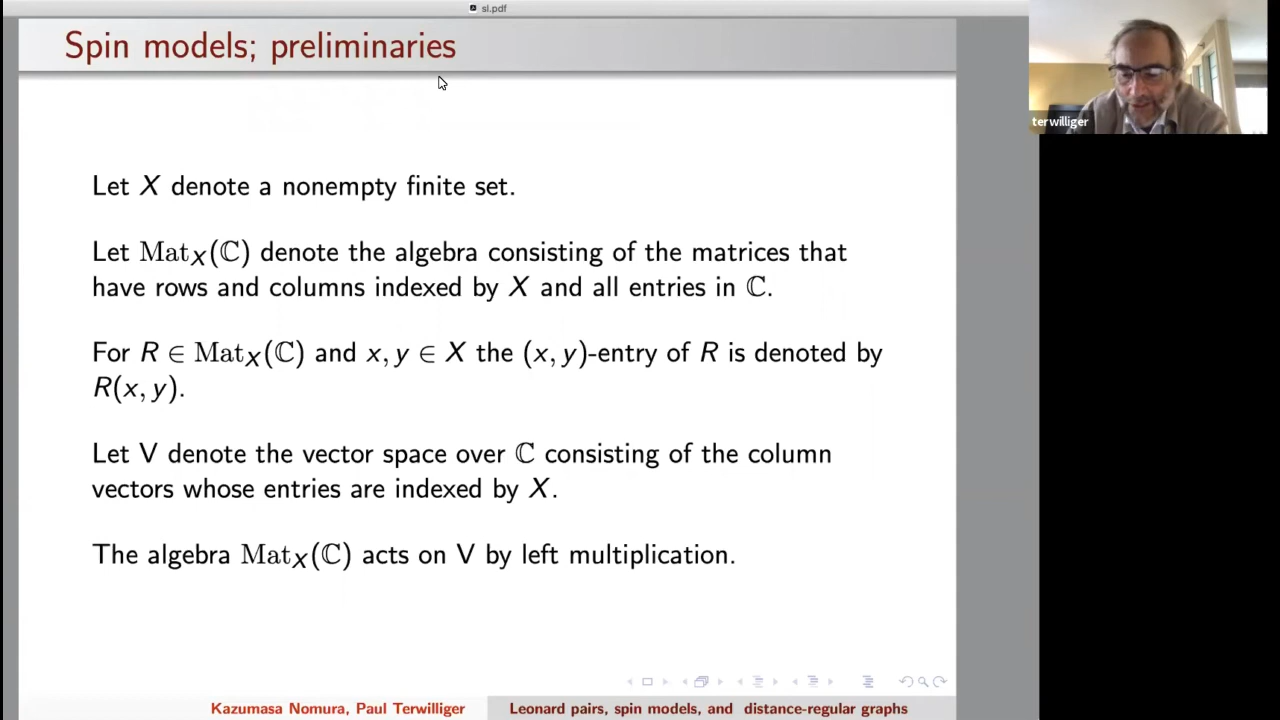 sl.pdf
Spin models; preliminaries
terwilliger
Let X denote a nonempty finite set.
Let Mat_X(ℂ) denote the algebra consisting of the matrices that
have rows and columns indexed by X and all entries in ℂ.
For R ∈ Mat_X(ℂ) and x, y ∈ X the (x, y)-entry of R is denoted by
R(x, y).
Let V denote the vector space over ℂ consisting of the column
vectors whose entries are indexed by X.
The algebra Mat_X(ℂ) acts on V by left multiplication.
Kazumasa Nomura, Paul Terwilliger
Leonard pairs, spin models, and distance-regular graphs